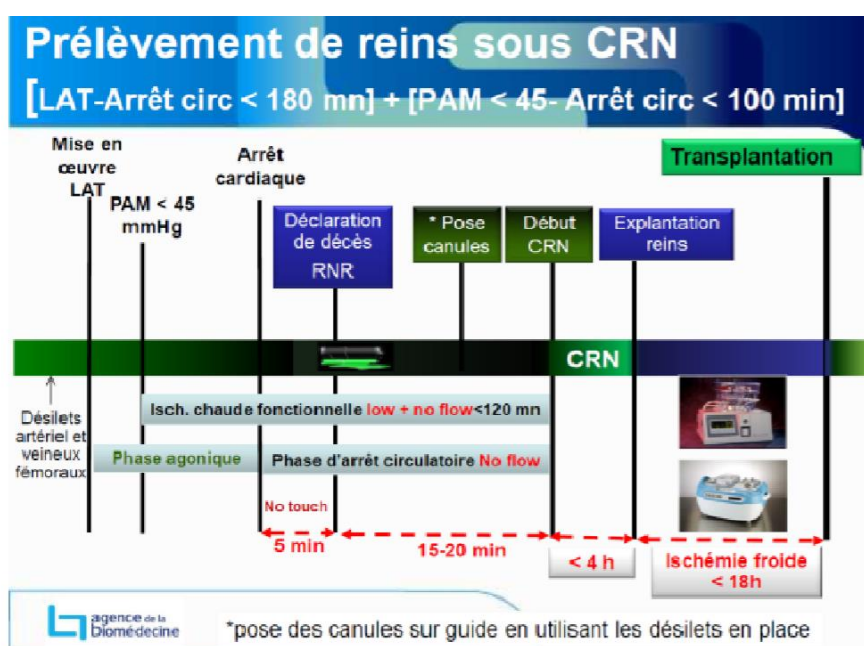 Prélèvement de reins sous CRN
[LAT-Arrêt circ < 180 mn] + [PAM < 45- Arrêt circ < 100 min]
Mise en
œuvre
LAT
PAM < 45
mmHg
Arrêt
cardiaque
Déclaration
de décès
RNR
* Pose
canules
Début
CRN
Explantation
reins
Transplantation
CRN
Désilets
artériel et
veineux
fémoraux
Isch. chaude fonctionnelle low + no flow<120 mn
Phase agonique
Phase d'arrêt circulatoire No flow
No touch
5 min
15-20 min
< 4 h
Ischémie froide
< 18h
agence de la
biomédecine
*pose des canules sur guide en utilisant les désilets en place